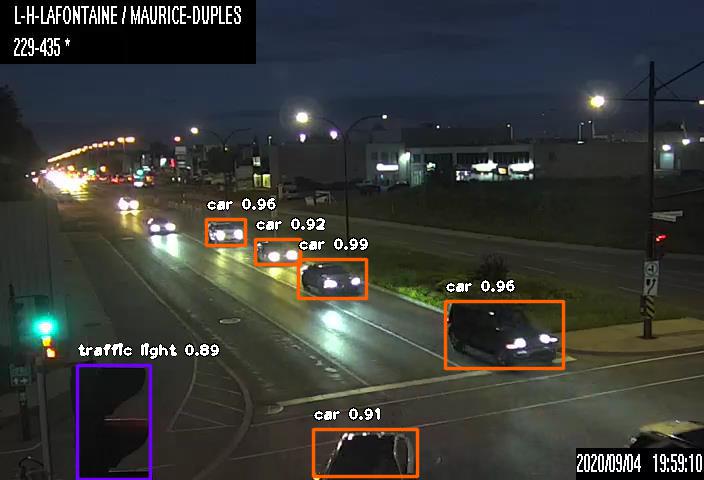 L-H-LAFONTAINE / MAURICE-DUPLES
229-435 *
car 0.96
car 0.92
car 0.99
car 0.96
traffic light 0.89
car 0.91
2020/09/04 19:59:10